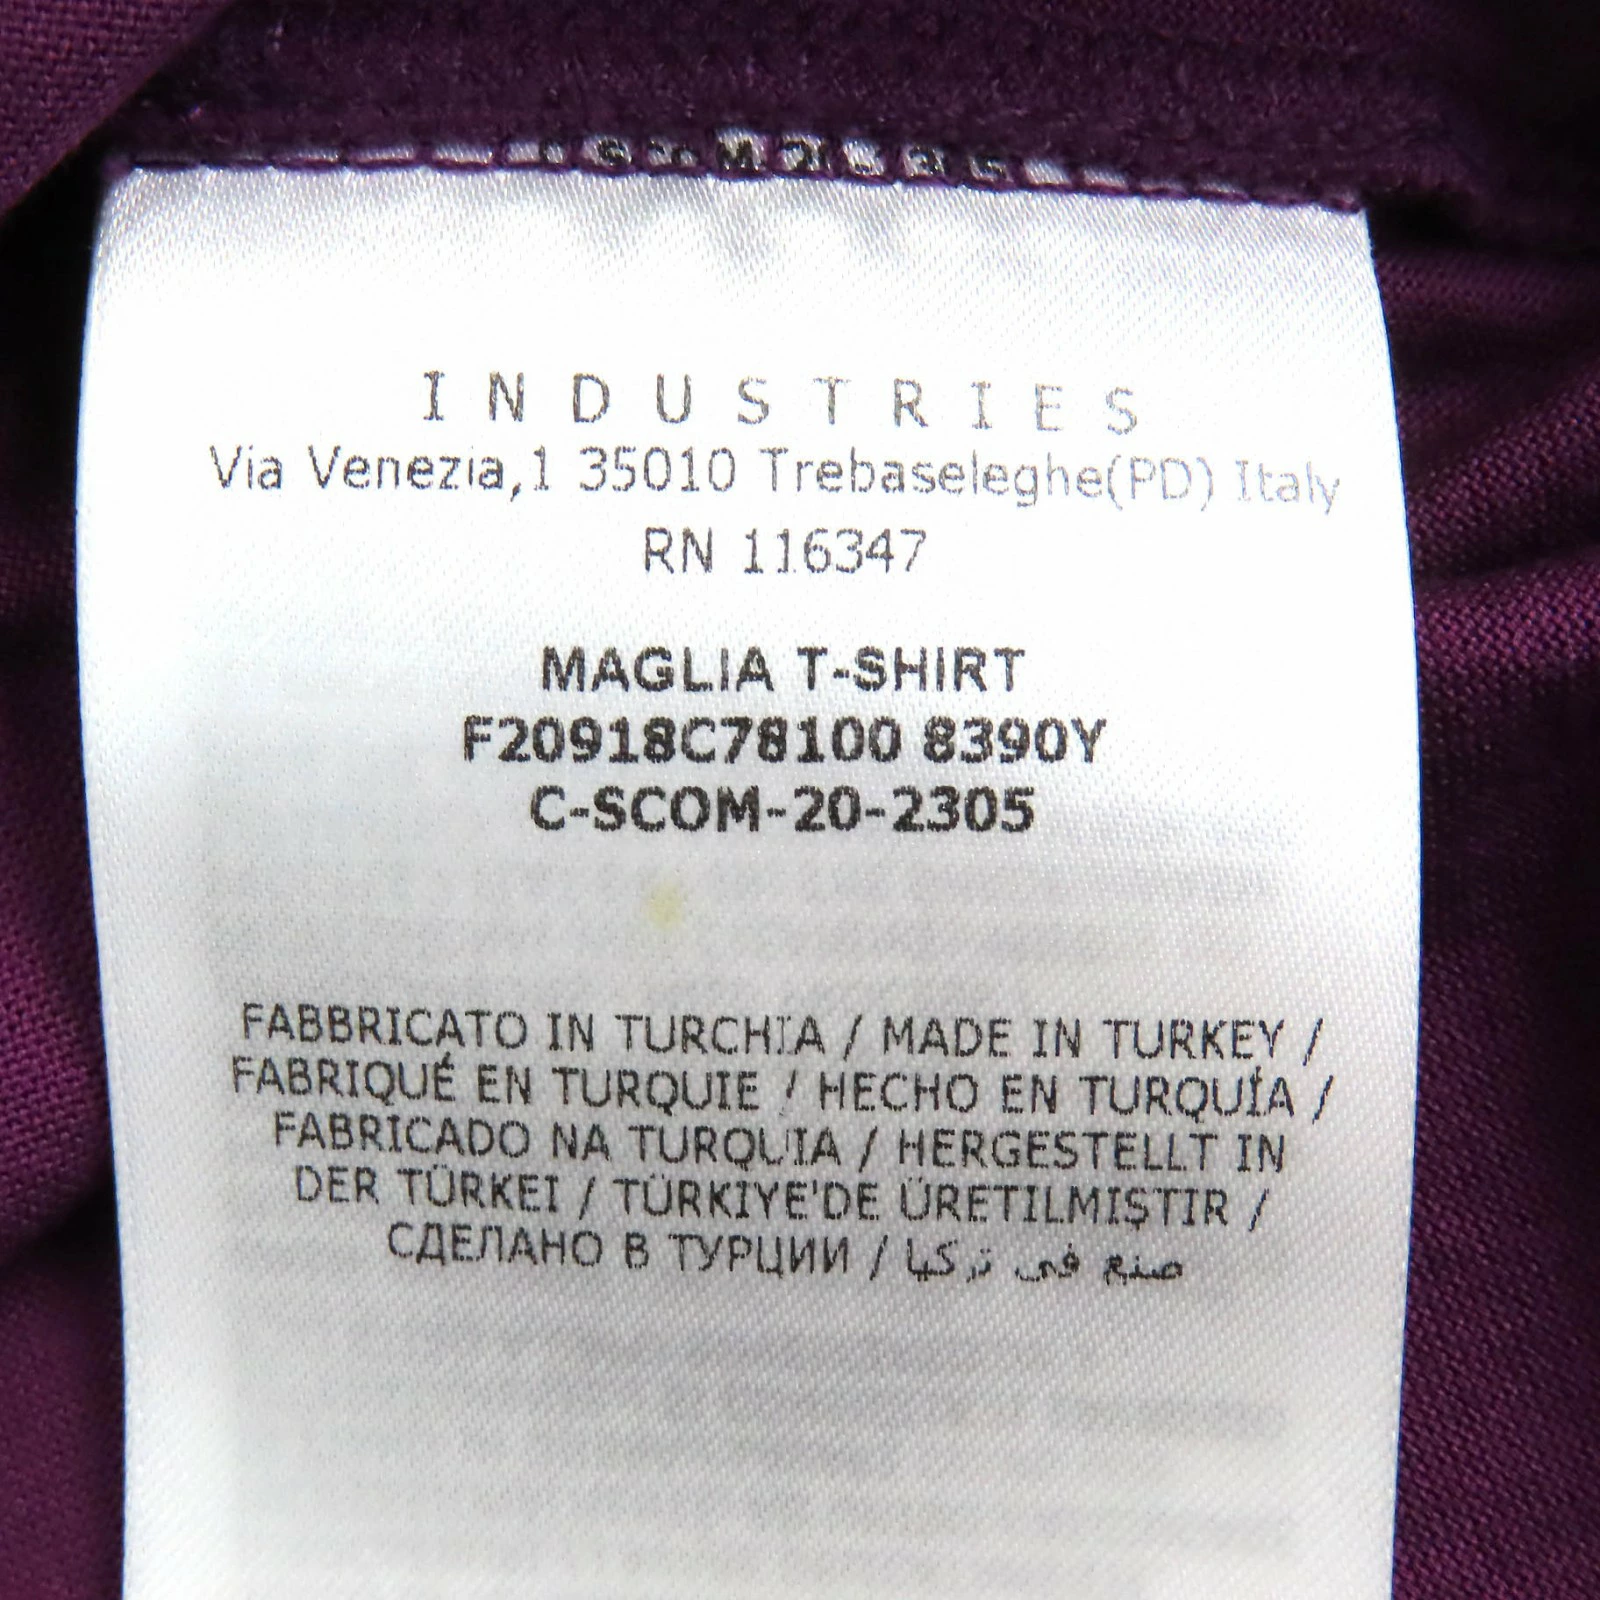 I N D U S T R I E S
Via Venezia,1 35010 Trebaseleghe(PD) Italy
RN 116347
MAGLIA T-SHIRT
F20918C78100 8390Y
C-SCOM-20-2305
FABBRICATO IN TURCHIA / MADE IN TURKEY /
FABRIQUÉ EN TURQUIE / HECHO EN TURQUÍA /
FABRICADO NA TURQUIA / HERGESTELLT IN
DER TÜRKEI / TÜRKIYE'DE ÜRETILMIŞTIR /
СДЕЛАНО В ТУРЦИИ / صنع في تركيا